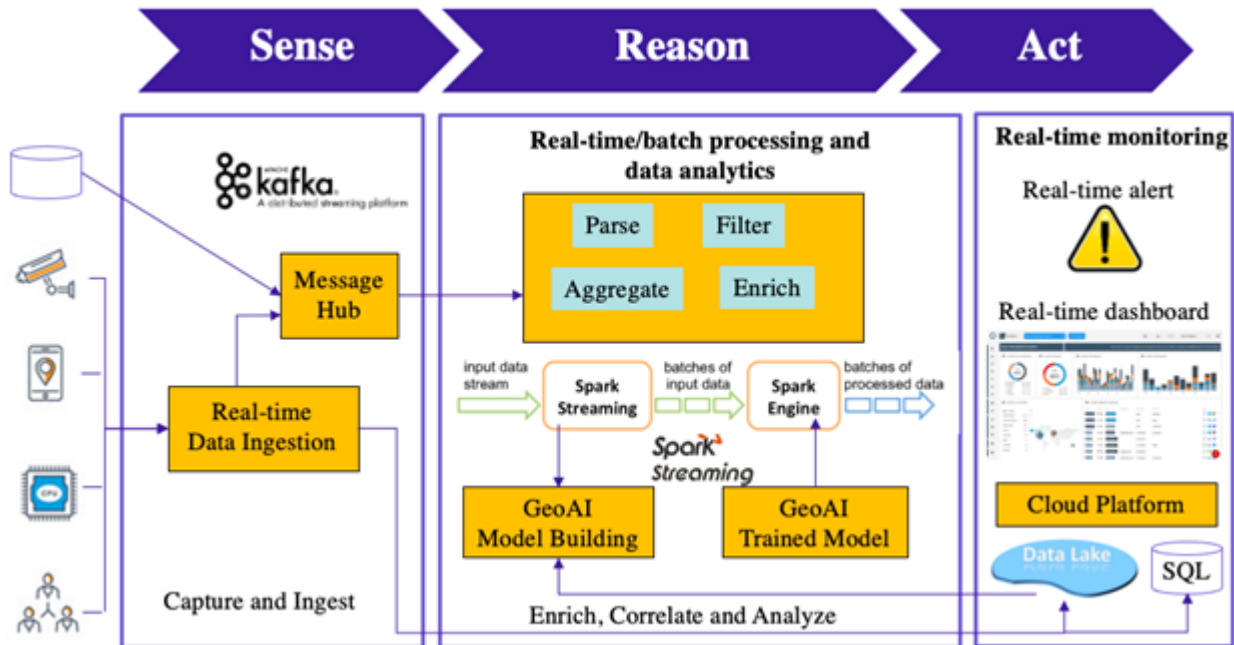 Sense
Reason
Act
APACHE
kafka®
A distributed streaming platform
Message
Hub
Real-time
Data Ingestion
CPU
Capture and Ingest
Real-time/batch processing and
data analytics
Parse
Filter
Aggregate
Enrich
input data
stream
Spark
Streaming
batches of
input data
Spark
Engine
batches of
processed data
Spark
Streaming
GeoAI
Model Building
GeoAI
Trained Model
Enrich, Correlate and Analyze
Real-time monitoring
Real-time alert
!
Real-time dashboard
Cloud Platform
Data Lake
SQL